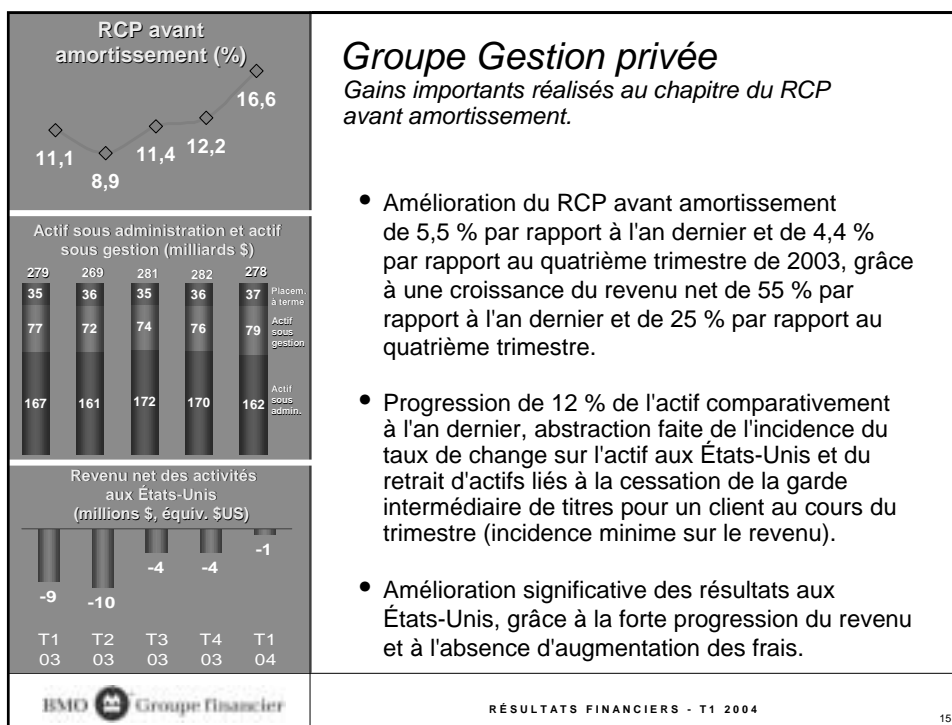 RCP avant
amortissement (%)
16,6
11,1
11,4
12,2
8,9
Actif sous administration et actif
sous gestion (milliards $)
279 269 281 282 278
35 36 35 36 37 Placem.
à terme
77 72 74 76 79 Actif
sous
gestion
167 161 172 170 162 Actif
sous
admin.
Revenu net des activités
aux États-Unis
(millions $, équiv. $US)
-9 -10 -4 -4 -1
T1 T2 T3 T4 T1
03 03 03 03 04
BMO Groupe financier
Groupe Gestion privée
Gains importants réalisés au chapitre du RCP
avant amortissement.
• Amélioration du RCP avant amortissement
de 5,5 % par rapport à l'an dernier et de 4,4 %
par rapport au quatrième trimestre de 2003, grâce
à une croissance du revenu net de 55 % par
rapport à l'an dernier et de 25 % par rapport au
quatrième trimestre.
• Progression de 12 % de l'actif comparativement
à l'an dernier, abstraction faite de l'incidence du
taux de change sur l'actif aux États-Unis et du
retrait d'actifs liés à la cessation de la garde
intermédiaire de titres pour un client au cours du
trimestre (incidence minime sur le revenu).
• Amélioration significative des résultats aux
États-Unis, grâce à la forte progression du revenu
et à l'absence d'augmentation des frais.
RÉSULTATS FINANCIERS - T1 2004
15